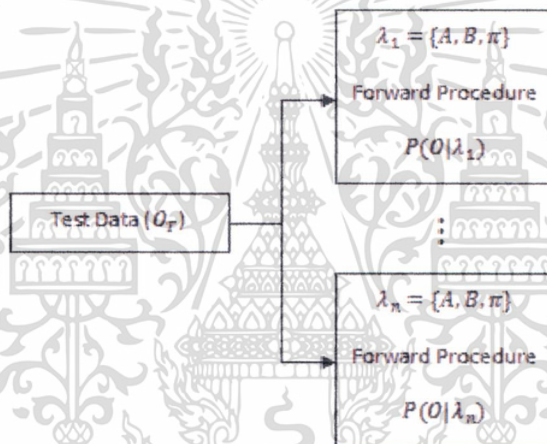 λ₁ = {A, B, π}
Forward Procedure
P(O|λ₁)
Test Data (O_T)
⋮
λₙ = {A, B, π}
Forward Procedure
P(O|λₙ)